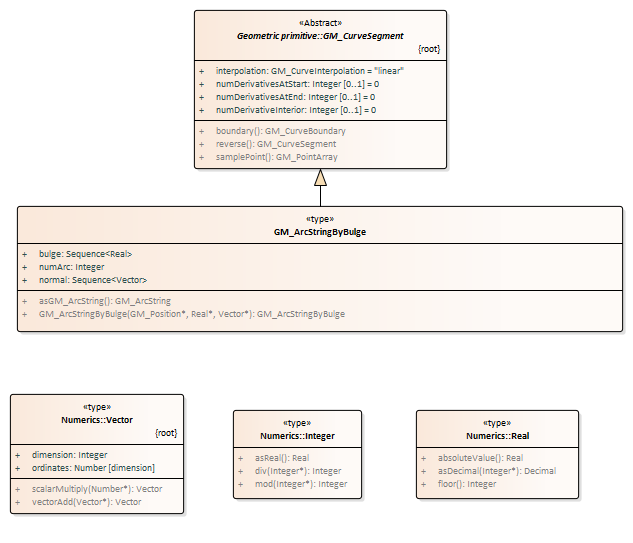 «Abstract»
Geometric primitive::GM_CurveSegment
{root}
+ interpolation: GM_CurveInterpolation = "linear"
+ numDerivativesAtStart: Integer [0..1] = 0
+ numDerivativesAtEnd: Integer [0..1] = 0
+ numDerivativeInterior: Integer [0..1] = 0
+ boundary(): GM_CurveBoundary
+ reverse(): GM_CurveSegment
+ samplePoint(): GM_PointArray
«type»
GM_ArcStringByBulge
+ bulge: Sequence<Real>
+ numArc: Integer
+ normal: Sequence<Vector>
+ asGM_ArcString(): GM_ArcString
+ GM_ArcStringByBulge(GM_Position*, Real*, Vector*): GM_ArcStringByBulge
«type»
Numerics::Vector
{root}
+ dimension: Integer
+ ordinates: Number [dimension]
+ scalarMultiply(Number*): Vector
+ vectorAdd(Vector*): Vector
«type»
Numerics::Integer
+ asReal(): Real
+ div(Integer*): Integer
+ mod(Integer*): Integer
«type»
Numerics::Real
+ absoluteValue(): Real
+ asDecimal(Integer*): Decimal
+ floor(): Integer